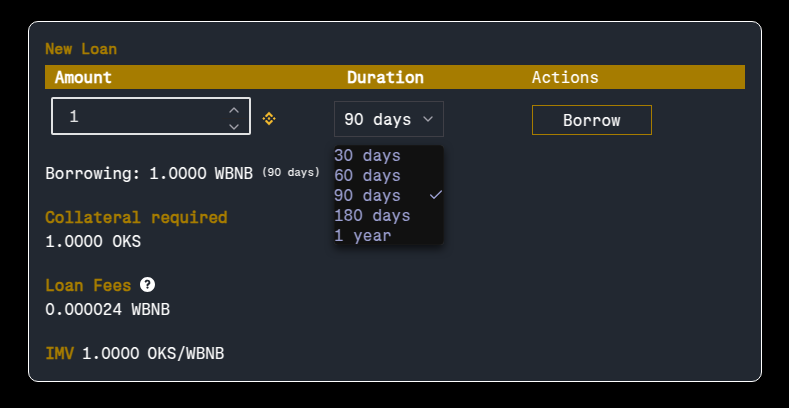 New Loan
Amount Duration Actions
1 90 days Borrow
30 days
60 days
90 days
180 days
1 year
Borrowing: 1.0000 WBNB (90 days)
Collateral required
1.0000 OKS
Loan Fees ?
0.000024 WBNB
IMV 1.0000 OKS/WBNB